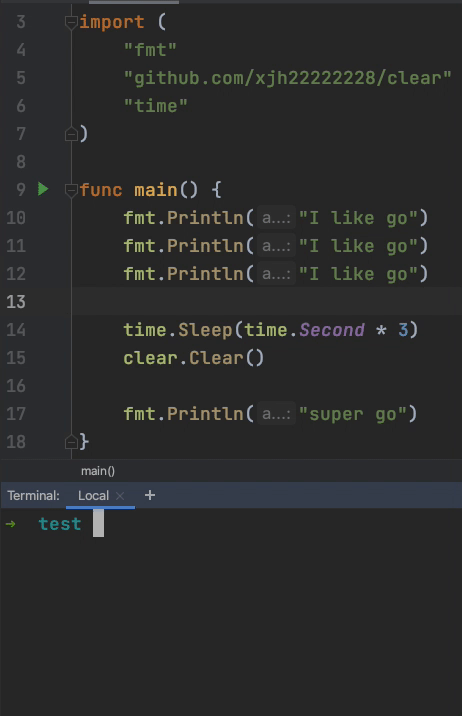 3 import (
4 "fmt"
5 "github.com/xjh22222228/clear"
6 "time"
7 )
8
9 func main() {
10 fmt.Println( a...: "I like go")
11 fmt.Println( a...: "I like go")
12 fmt.Println( a...: "I like go")
13
14 time.Sleep(time.Second * 3)
15 clear.Clear()
16
17 fmt.Println( a...: "super go")
18 }
main()
Terminal: Local × +
→ test